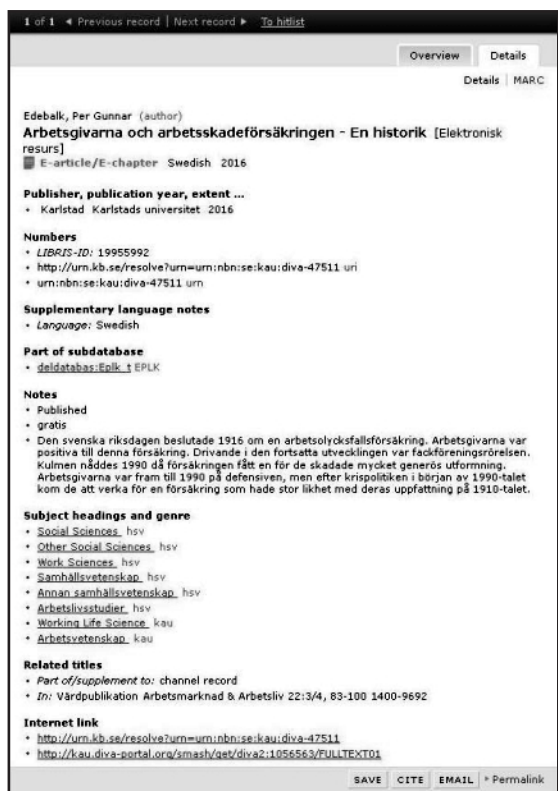 1 of 1 ◄ Previous record | Next record ► To hitlist
Overview Details
Details | MARC
Edebalk, Per Gunnar (author)
Arbetsgivarna och arbetsskadeförsäkringen - En historik [Elektronisk
resurs]
E-article/E-chapter Swedish 2016
Publisher, publication year, extent ...
• Karlstad Karlstads universitet 2016
Numbers
• LIBRIS-ID: 19955992
• http://urn.kb.se/resolve?urn=urn:nbn:se:kau:diva-47511 uri
• urn:nbn:se:kau:diva-47511 urn
Supplementary language notes
• Language: Swedish
Part of subdatabase
• deldatabas:Eplk_t EPLK
Notes
• Published
• gratis
• Den svenska riksdagen beslutade 1916 om en arbetsolycksfallsförsäkring. Arbetsgivarna var
positiva till denna försäkring. Drivande i den fortsatta utvecklingen var fackföreningsrörelsen.
Kulmen nåddes 1990 då försäkringen fått en för de skadade mycket generös utformning.
Arbetsgivarna var fram till 1990 på defensiven, men efter krispolitiken i början av 1990-talet
kom de att verka för en försäkring som hade stor likhet med deras uppfattning på 1910-talet.
Subject headings and genre
• Social Sciences hsv
• Other Social Sciences hsv
• Work Sciences hsv
• Samhällsvetenskap hsv
• Annan samhällsvetenskap hsv
• Arbetslivsstudier hsv
• Working Life Science kau
• Arbetsvetenskap kau
Related titles
• Part of/supplement to: channel record
• In: Värdpublikation Arbetsmarknad & Arbetsliv 22:3/4, 83-100 1400-9692
Internet link
• http://urn.kb.se/resolve?urn=urn:nbn:se:kau:diva-47511
• http://kau.diva-portal.org/smash/get/diva2:1056563/FULLTEXT01
SAVE CITE EMAIL * Permalink